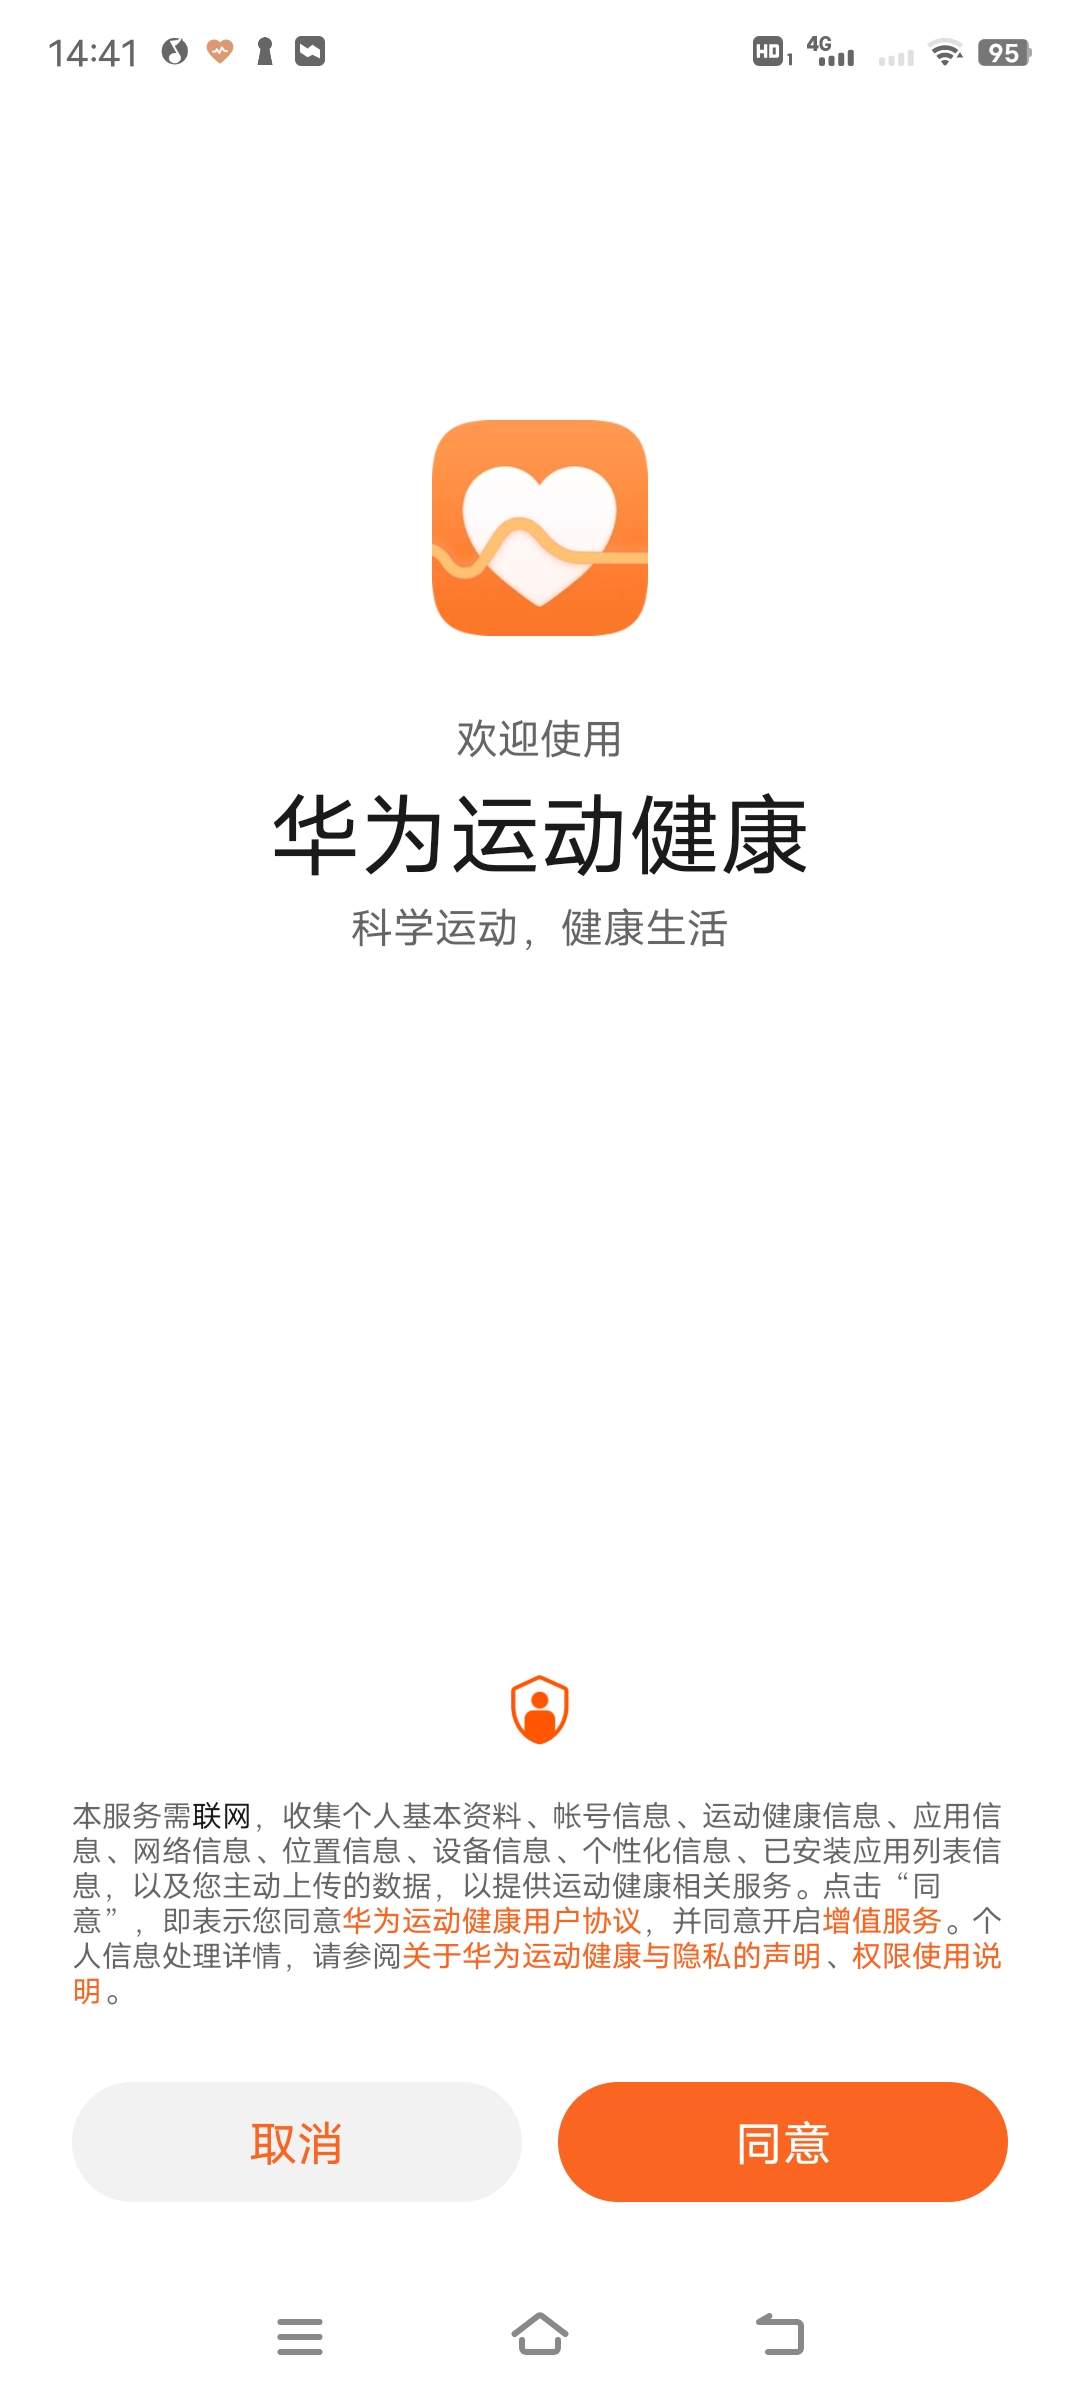 14:41
HD 1 4G 95
欢迎使用
华为运动健康
科学运动，健康生活
本服务需联网，收集个人基本资料、帐号信息、运动健康信息、应用信
息、网络信息、位置信息、设备信息、个性化信息、已安装应用列表信
息，以及您主动上传的数据，以提供运动健康相关服务。点击“同
意”，即表示您同意华为运动健康用户协议，并同意开启增值服务。个
人信息处理详情，请参阅关于华为运动健康与隐私的声明、权限使用说
明。
取消
同意